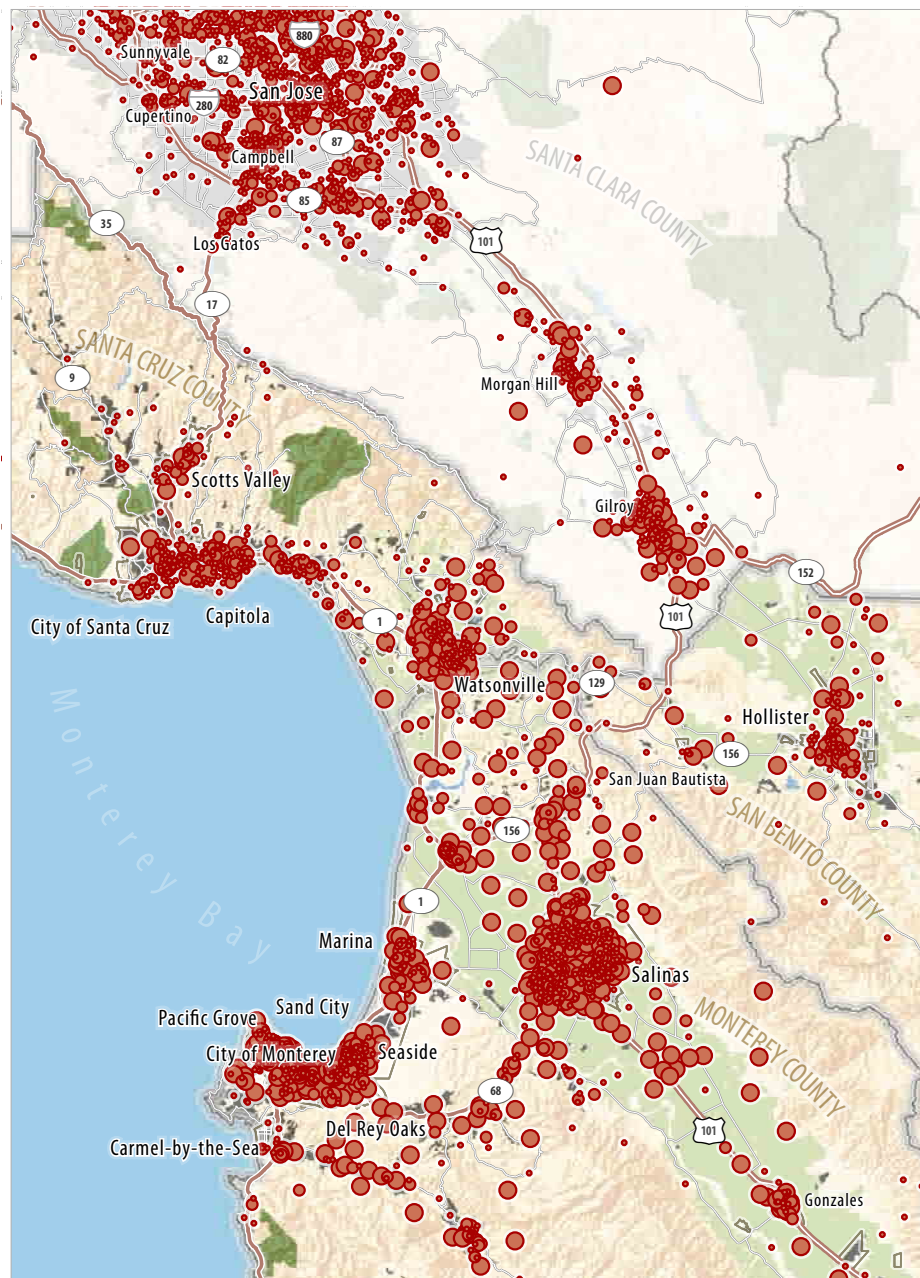 880
Sunnyvale
82
San Jose
280
Cupertino
87
Campbell
SANTA CLARA COUNTY
85
35
101
Los Gatos
17
SANTA CRUZ COUNTY
9
Morgan Hill
Scotts Valley
Gilroy
152
City of Santa Cruz
Capitola
1
101
Watsonville
129
Monterey Bay
Hollister
156
San Juan Bautista
156
SAN BENITO COUNTY
1
Marina
Salinas
Sand City
Pacific Grove
MONTEREY COUNTY
City of Monterey
Seaside
68
Del Rey Oaks
101
Carmel-by-the-Sea
Gonzales